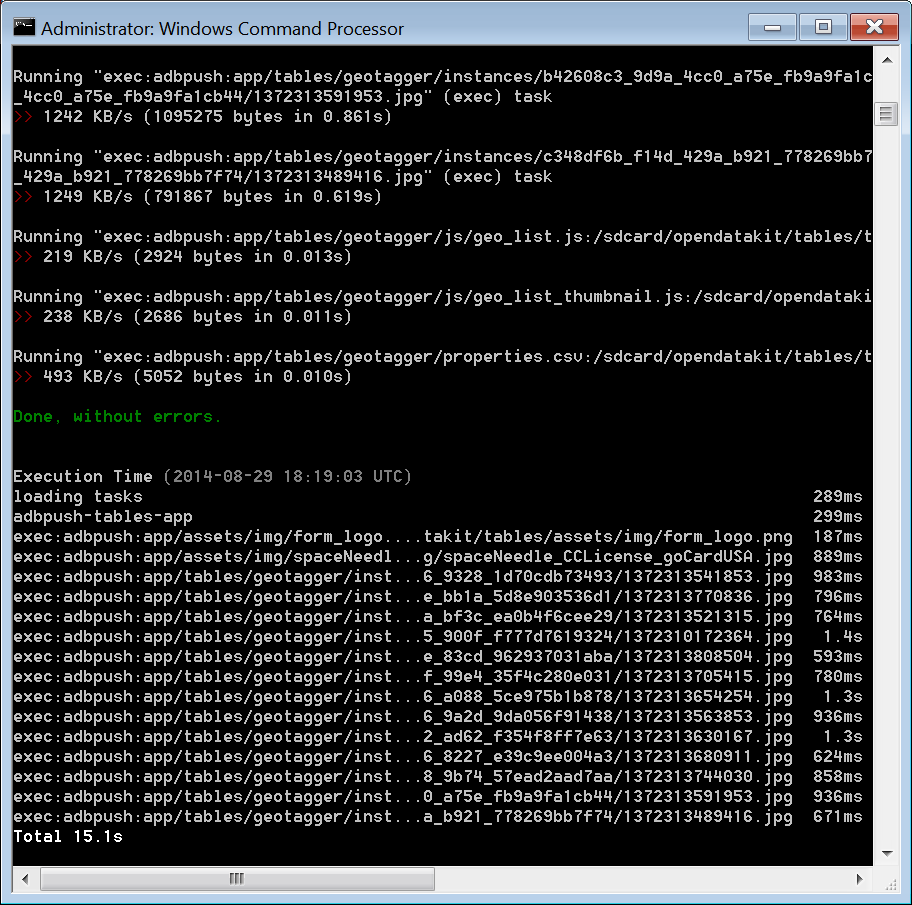 Administrator: Windows Command Processor
Running "exec:adbpush:app/tables/geotagger/instances/b42608c3_9d9a_4cc0_a75e_fb9a9fa1c
_4cc0_a75e_fb9a9fa1cb44/1372313591953.jpg" (exec) task
>> 1242 KB/s (1095275 bytes in 0.861s)
Running "exec:adbpush:app/tables/geotagger/instances/c348df6b_f14d_429a_b921_778269bb7
_429a_b921_778269bb7f74/1372313489416.jpg" (exec) task
>> 1249 KB/s (791867 bytes in 0.619s)
Running "exec:adbpush:app/tables/geotagger/js/geo_list.js:/sdcard/opendatakit/tables/t
>> 219 KB/s (2924 bytes in 0.013s)
Running "exec:adbpush:app/tables/geotagger/js/geo_list_thumbnail.js:/sdcard/opendataki
>> 238 KB/s (2686 bytes in 0.011s)
Running "exec:adbpush:app/tables/geotagger/properties.csv:/sdcard/opendatakit/tables/t
>> 493 KB/s (5052 bytes in 0.010s)
Done, without errors.
Execution Time (2014-08-29 18:19:03 UTC)
loading tasks 289ms
adbpush-tables-app 299ms
exec:adbpush:app/assets/img/form_logo....takit/tables/assets/img/form_logo.png 187ms
exec:adbpush:app/assets/img/spaceNeedl...g/spaceNeedle_CCLicense_goCardUSA.jpg 889ms
exec:adbpush:app/tables/geotagger/inst...6_9328_1d70cdb73493/1372313541853.jpg 983ms
exec:adbpush:app/tables/geotagger/inst...e_bb1a_5d8e903536d1/1372313770836.jpg 796ms
exec:adbpush:app/tables/geotagger/inst...a_bf3c_ea0b4f6cee29/1372313521315.jpg 764ms
exec:adbpush:app/tables/geotagger/inst...5_900f_f777d7619324/1372310172364.jpg 1.4s
exec:adbpush:app/tables/geotagger/inst...e_83cd_962937031aba/1372313808504.jpg 593ms
exec:adbpush:app/tables/geotagger/inst...f_99e4_35f4c280e031/1372313705415.jpg 780ms
exec:adbpush:app/tables/geotagger/inst...6_a088_5ce975b1b878/1372313654254.jpg 1.3s
exec:adbpush:app/tables/geotagger/inst...6_9a2d_9da056f91438/1372313563853.jpg 936ms
exec:adbpush:app/tables/geotagger/inst...2_ad62_f354f8ff7e63/1372313630167.jpg 1.3s
exec:adbpush:app/tables/geotagger/inst...6_8227_e39c9ee004a3/1372313680911.jpg 624ms
exec:adbpush:app/tables/geotagger/inst...8_9b74_57ead2aad7aa/1372313744030.jpg 858ms
exec:adbpush:app/tables/geotagger/inst...0_a75e_fb9a9fa1cb44/1372313591953.jpg 936ms
exec:adbpush:app/tables/geotagger/inst...a_b921_778269bb7f74/1372313489416.jpg 671ms
Total 15.1s